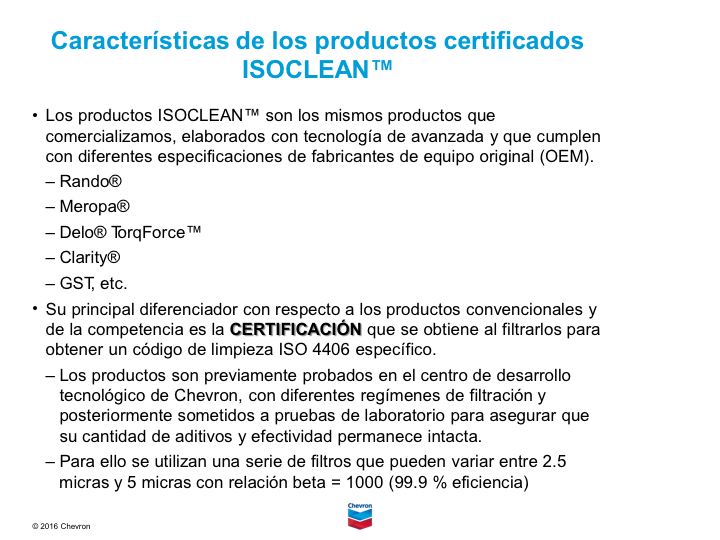 Características de los productos certificados
ISOCLEAN™
• Los productos ISOCLEAN™ son los mismos productos que
comercializamos, elaborados con tecnología de avanzada y que cumplen
con diferentes especificaciones de fabricantes de equipo original (OEM).
– Rando®
– Meropa®
– Delo® TorqForce™
– Clarity®
– GST, etc.
• Su principal diferenciador con respecto a los productos convencionales y
de la competencia es la CERTIFICACIÓN que se obtiene al filtrarlos para
obtener un código de limpieza ISO 4406 específico.
– Los productos son previamente probados en el centro de desarrollo
tecnológico de Chevron, con diferentes regímenes de filtración y
posteriormente sometidos a pruebas de laboratorio para asegurar que
su cantidad de aditivos y efectividad permanece intacta.
– Para ello se utilizan una serie de filtros que pueden variar entre 2.5
micras y 5 micras con relación beta = 1000 (99.9 % eficiencia)
Chevron
© 2016 Chevron